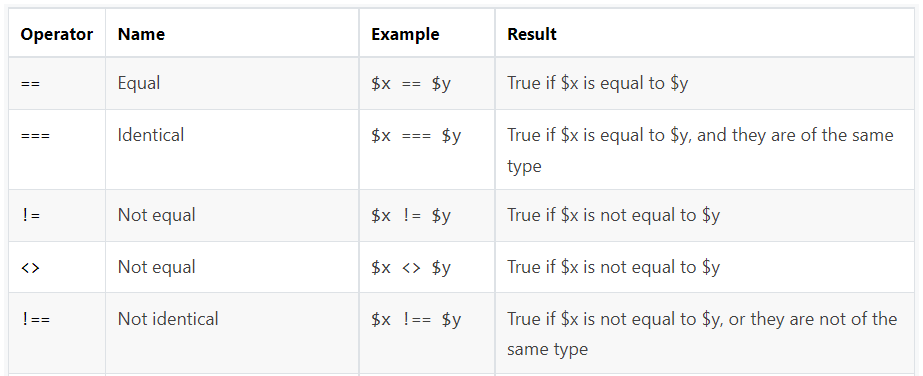 Operator Name Example Result
== Equal $x == $y True if $x is equal to $y
=== Identical $x === $y True if $x is equal to $y, and they are of the same
type
!= Not equal $x != $y True if $x is not equal to $y
<> Not equal $x <> $y True if $x is not equal to $y
!== Not identical $x !== $y True if $x is not equal to $y, or they are not of the
same type